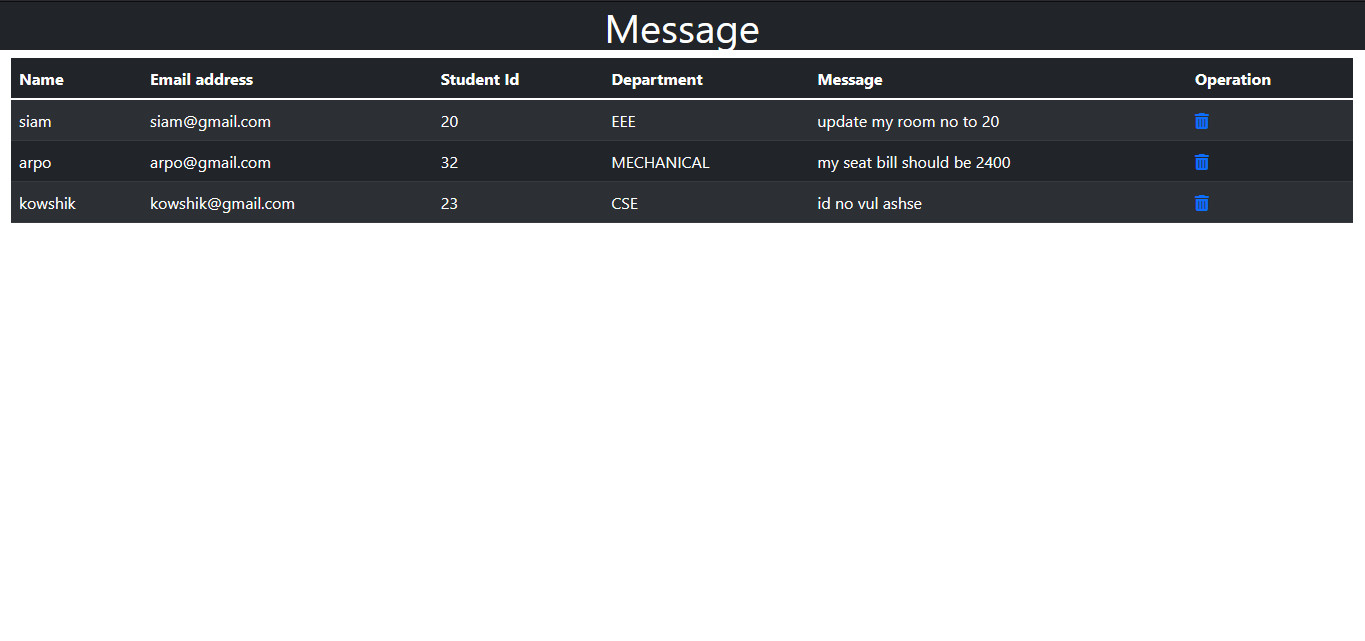 Message
Name Email address Student Id Department Message Operation
siam siam@gmail.com 20 EEE update my room no to 20
arpo arpo@gmail.com 32 MECHANICAL my seat bill should be 2400
kowshik kowshik@gmail.com 23 CSE id no vul ashse